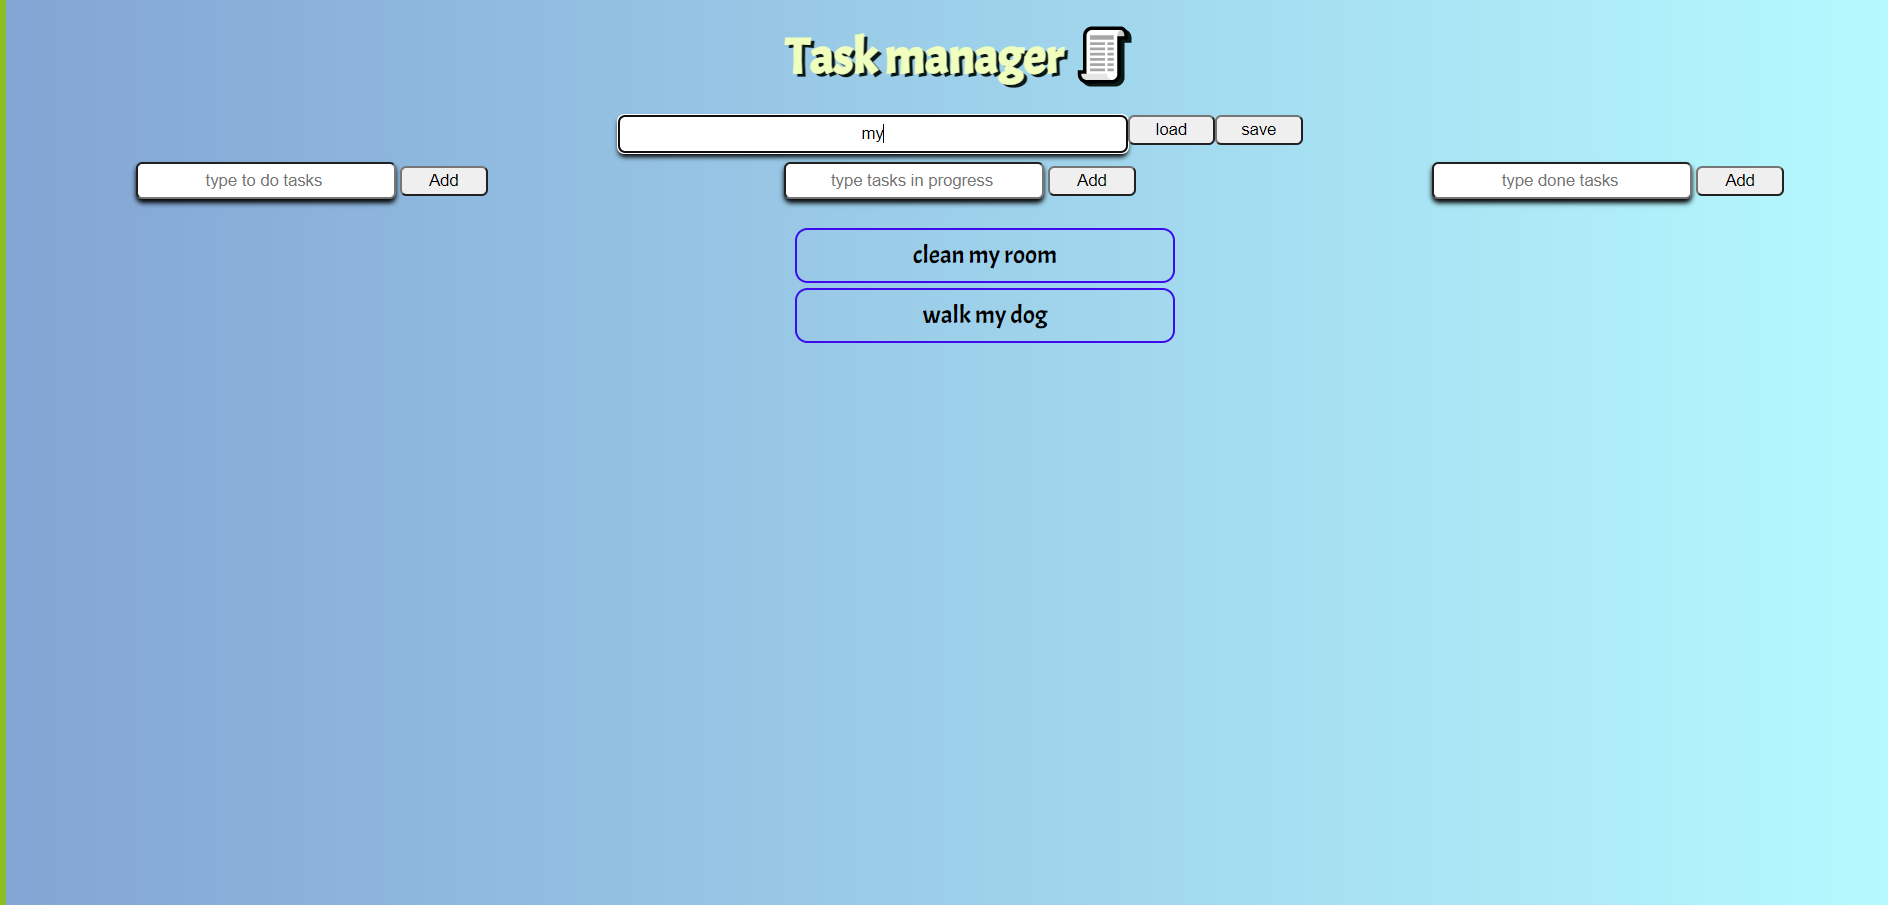 Task manager
my load save
type to do tasks Add type tasks in progress Add type done tasks Add
clean my room
walk my dog